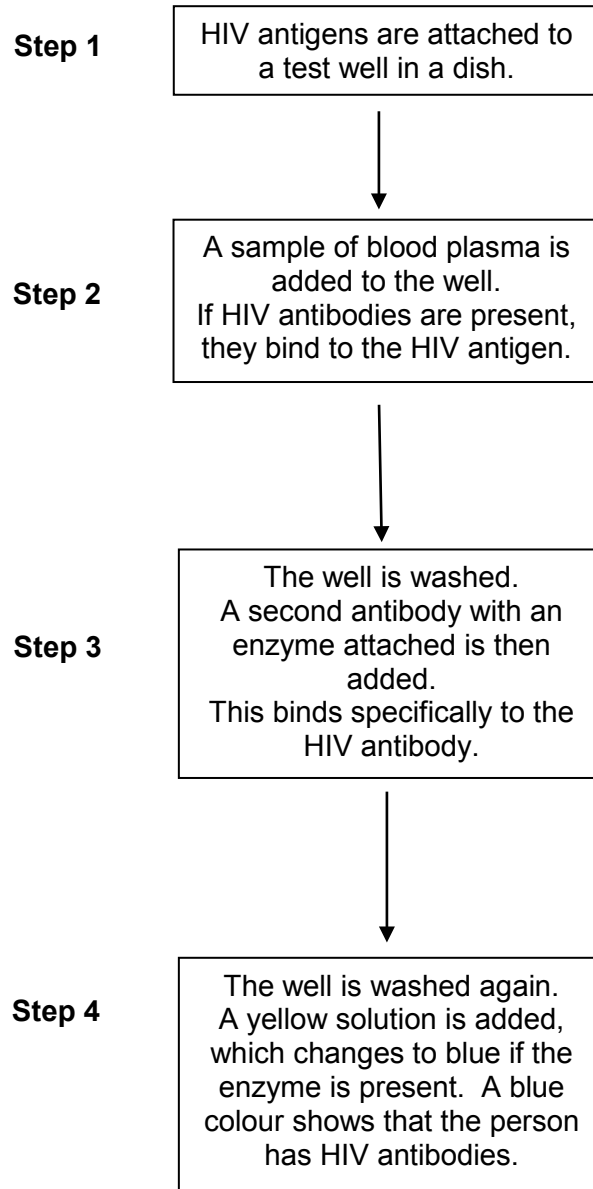 Step 1
HIV antigens are attached to
a test well in a dish.
Step 2
A sample of blood plasma is
added to the well.
If HIV antibodies are present,
they bind to the HIV antigen.
Step 3
The well is washed.
A second antibody with an
enzyme attached is then
added.
This binds specifically to the
HIV antibody.
Step 4
The well is washed again.
A yellow solution is added,
which changes to blue if the
enzyme is present.  A blue
colour shows that the person
has HIV antibodies.